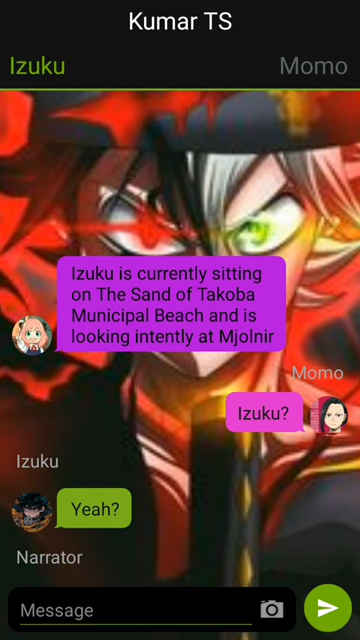 Kumar TS
Izuku
Momo
Izuku is currently sitting
on The Sand of Takoba
Municipal Beach and is
looking intently at Mjolnir
Momo
Izuku?
Izuku
Yeah?
Narrator
Message